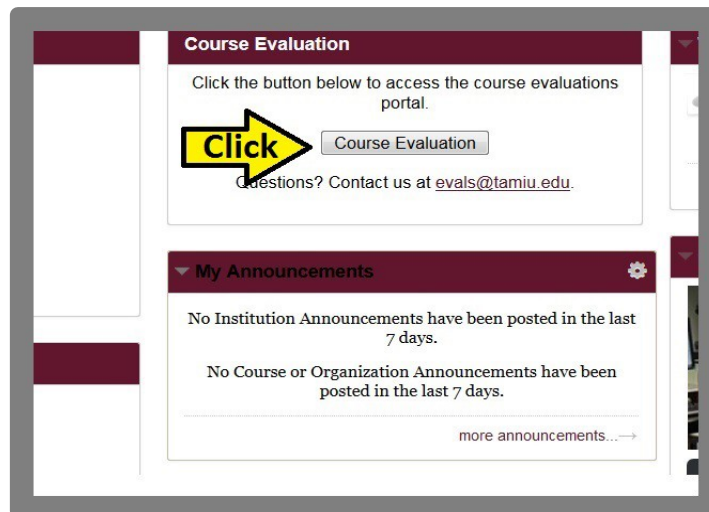 Course Evaluation
Click the button below to access the course evaluations
portal.
Click
Course Evaluation
Questions? Contact us at evals@tamiu.edu.
My Announcements
No Institution Announcements have been posted in the last
7 days.
No Course or Organization Announcements have been
posted in the last 7 days.
more announcements...→